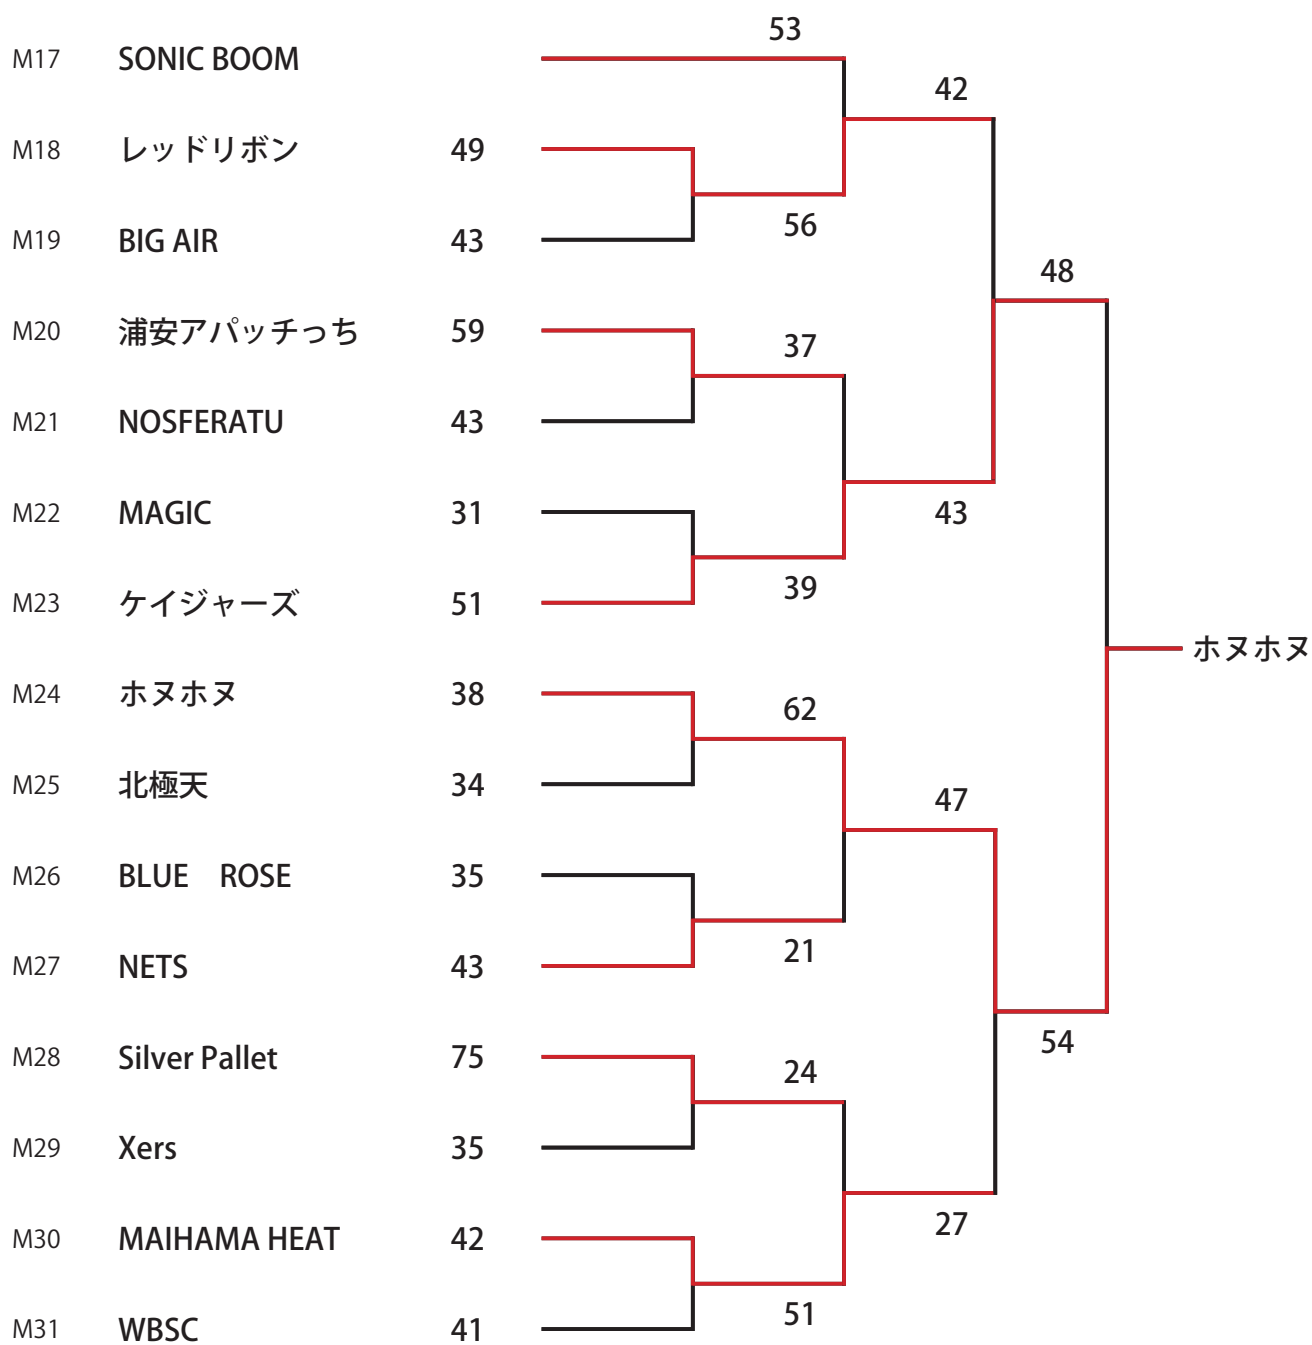 53
M17 SONIC BOOM
42
M18 レッドリボン 49
56
M19 BIG AIR 43
48
M20 浦安アパッチっち 59
37
M21 NOSFERATU 43
M22 MAGIC 31
43
39
M23 ケイジャーズ 51
ホヌホヌ
M24 ホヌホヌ 38
62
M25 北極天 34
47
M26 BLUE　ROSE 35
21
M27 NETS 43
54
M28 Silver Pallet 75
24
M29 Xers 35
27
M30 MAIHAMA HEAT 42
51
M31 WBSC 41